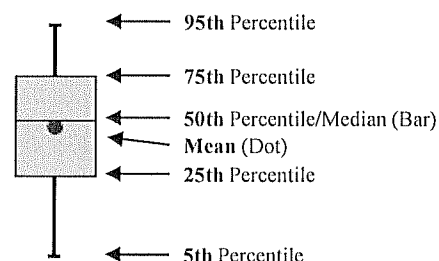 95th Percentile
75th Percentile
50th Percentile/Median (Bar)
Mean (Dot)
25th Percentile
5th Percentile